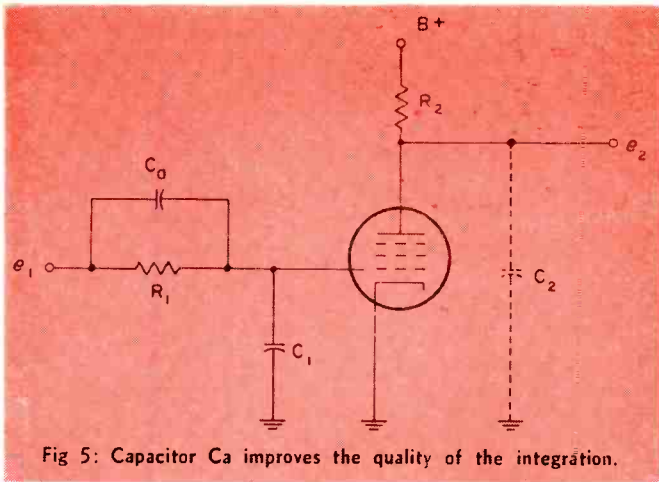 B+
R2
e2
Ca
e1
R1
C1
C2
Fig 5: Capacitor Ca improves the quality of the integration.